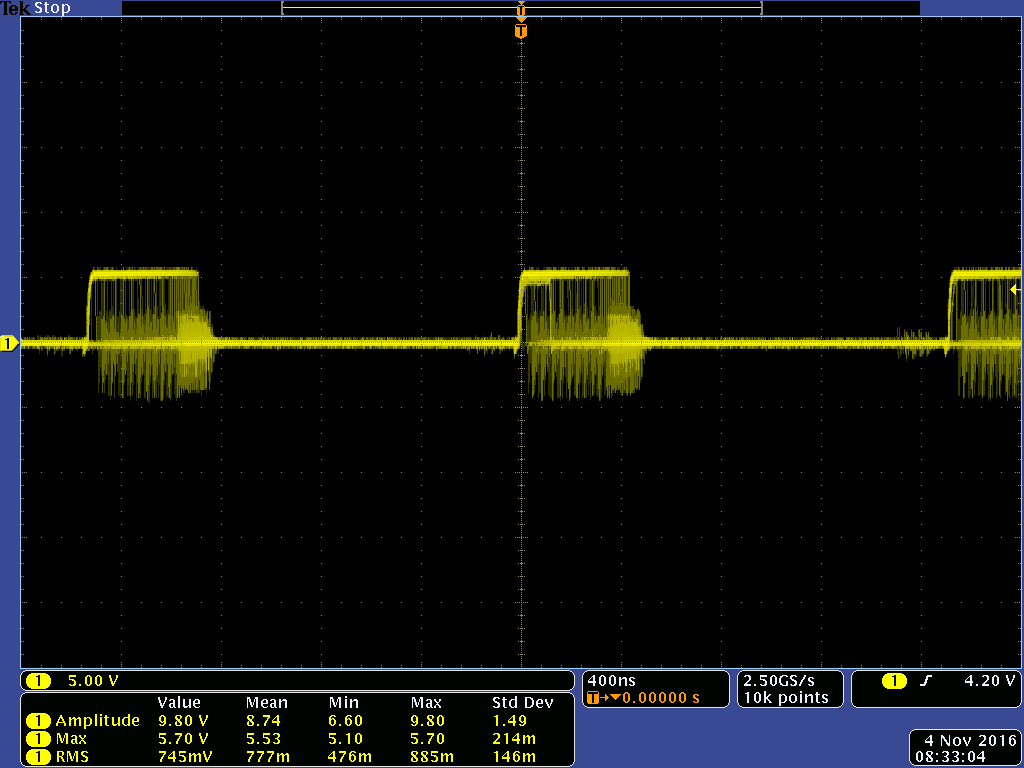 Tek Stop
T
T
1
1 5.00 V
400ns
T→▼0.00000 s
2.50GS/s
10k points
1 ƒ 4.20 V
Value Mean Min Max Std Dev
1 Amplitude 9.80 V 8.74 6.60 9.80 1.49
1 Max 5.70 V 5.53 5.10 5.70 214m
1 RMS 745mV 777m 476m 885m 146m
4 Nov 2016
08:33:04